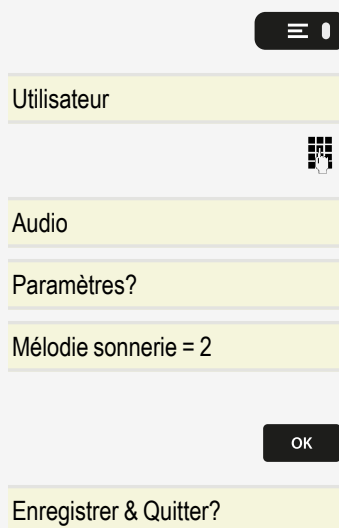 Utilisateur
Audio
Paramètres?
Mélodie sonnerie = 2
OK
Enregistrer & Quitter?